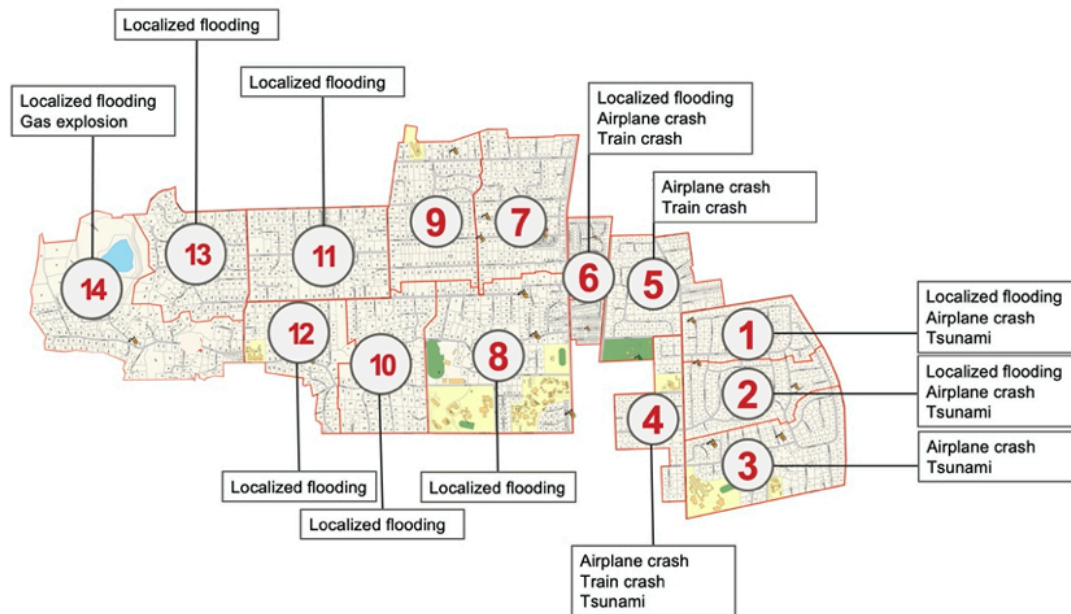 Localized flooding
Localized flooding
Localized flooding
Gas explosion
Localized flooding
Airplane crash
Train crash
Airplane crash
Train crash
9
7
13
11
6
5
14
Localized flooding
Airplane crash
Tsunami
1
12
10
8
2
Localized flooding
Airplane crash
Tsunami
4
3
Airplane crash
Tsunami
Localized flooding
Localized flooding
Localized flooding
Airplane crash
Train crash
Tsunami